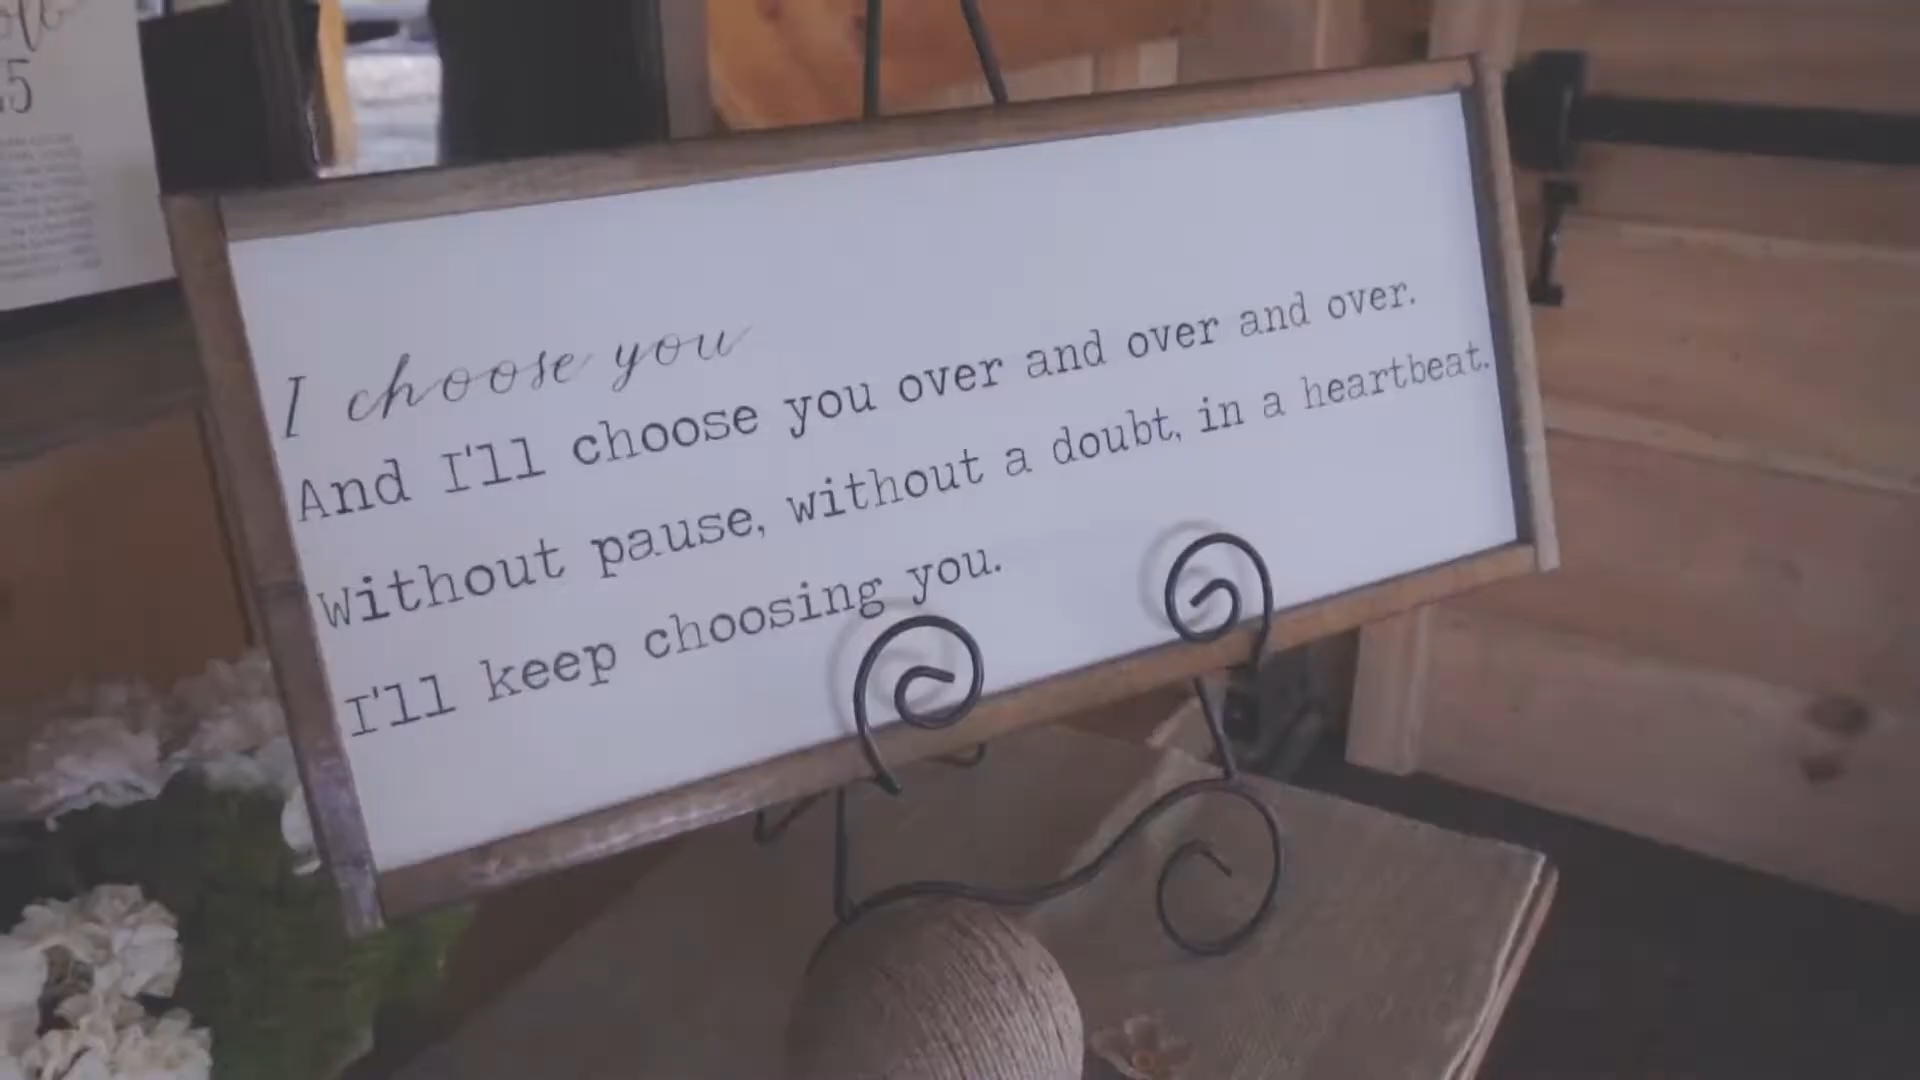 I choose you
And I'll choose you over and over and over.
without pause, without a doubt, in a heartbeat.
I'll keep choosing you.